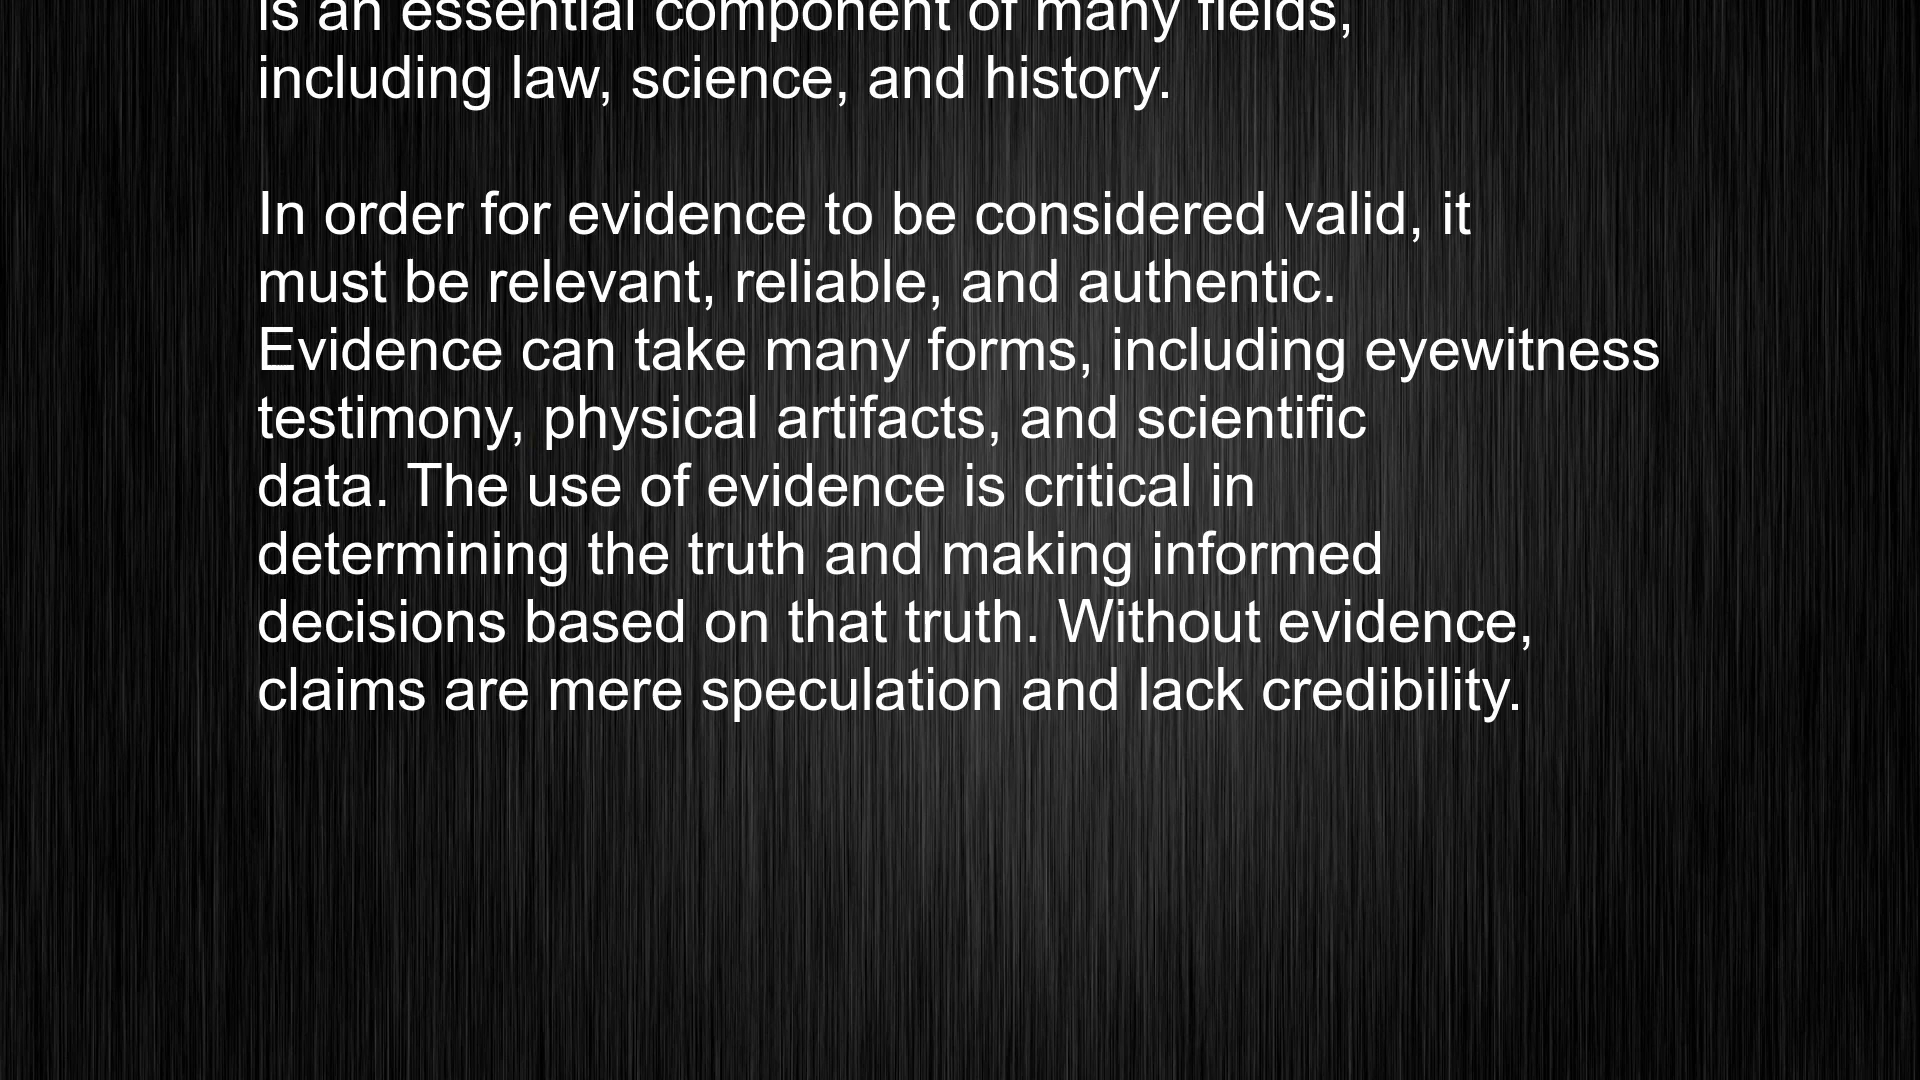 is an essential component of many fields,
including law, science, and history.
In order for evidence to be considered valid, it
must be relevant, reliable, and authentic.
Evidence can take many forms, including eyewitness
testimony, physical artifacts, and scientific
data. The use of evidence is critical in
determining the truth and making informed
decisions based on that truth. Without evidence,
claims are mere speculation and lack credibility.